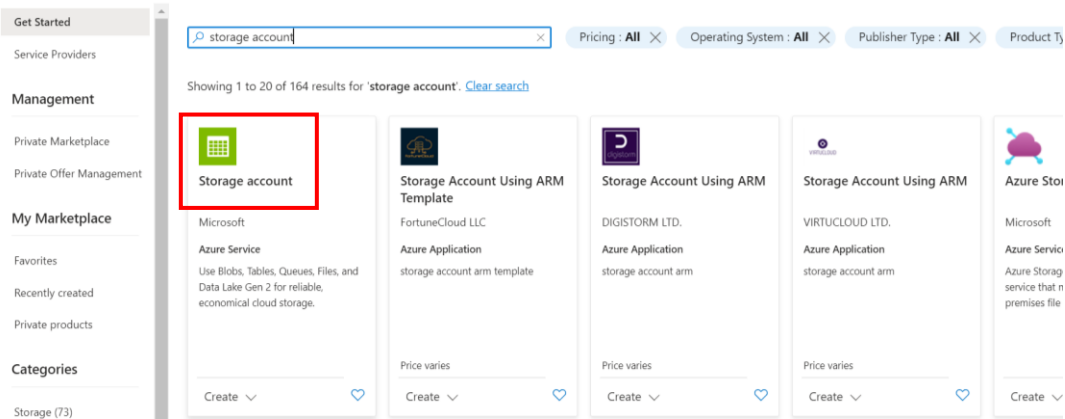 Get Started
Service Providers
Management
Private Marketplace
Private Offer Management
My Marketplace
Favorites
Recently created
Private products
Categories
Storage (73)
storage account
Pricing : All
Operating System : All
Publisher Type : All
Product Ty
Showing 1 to 20 of 164 results for 'storage account'. Clear search
Storage account
Microsoft
Azure Service
Use Blobs, Tables, Queues, Files, and
Data Lake Gen 2 for reliable,
economical cloud storage.
Create
Storage Account Using ARM
Template
FortuneCloud LLC
Azure Application
storage account arm template
Price varies
Create
digistorm
Storage Account Using ARM
DIGISTORM LTD.
Azure Application
storage account arm
Price varies
Create
VIRTUCLOUD
Storage Account Using ARM
VIRTUCLOUD LTD.
Azure Application
storage account arm
Price varies
Create
Azure Stor
Microsoft
Azure Service
Azure Storag
service that m
premises file
Create